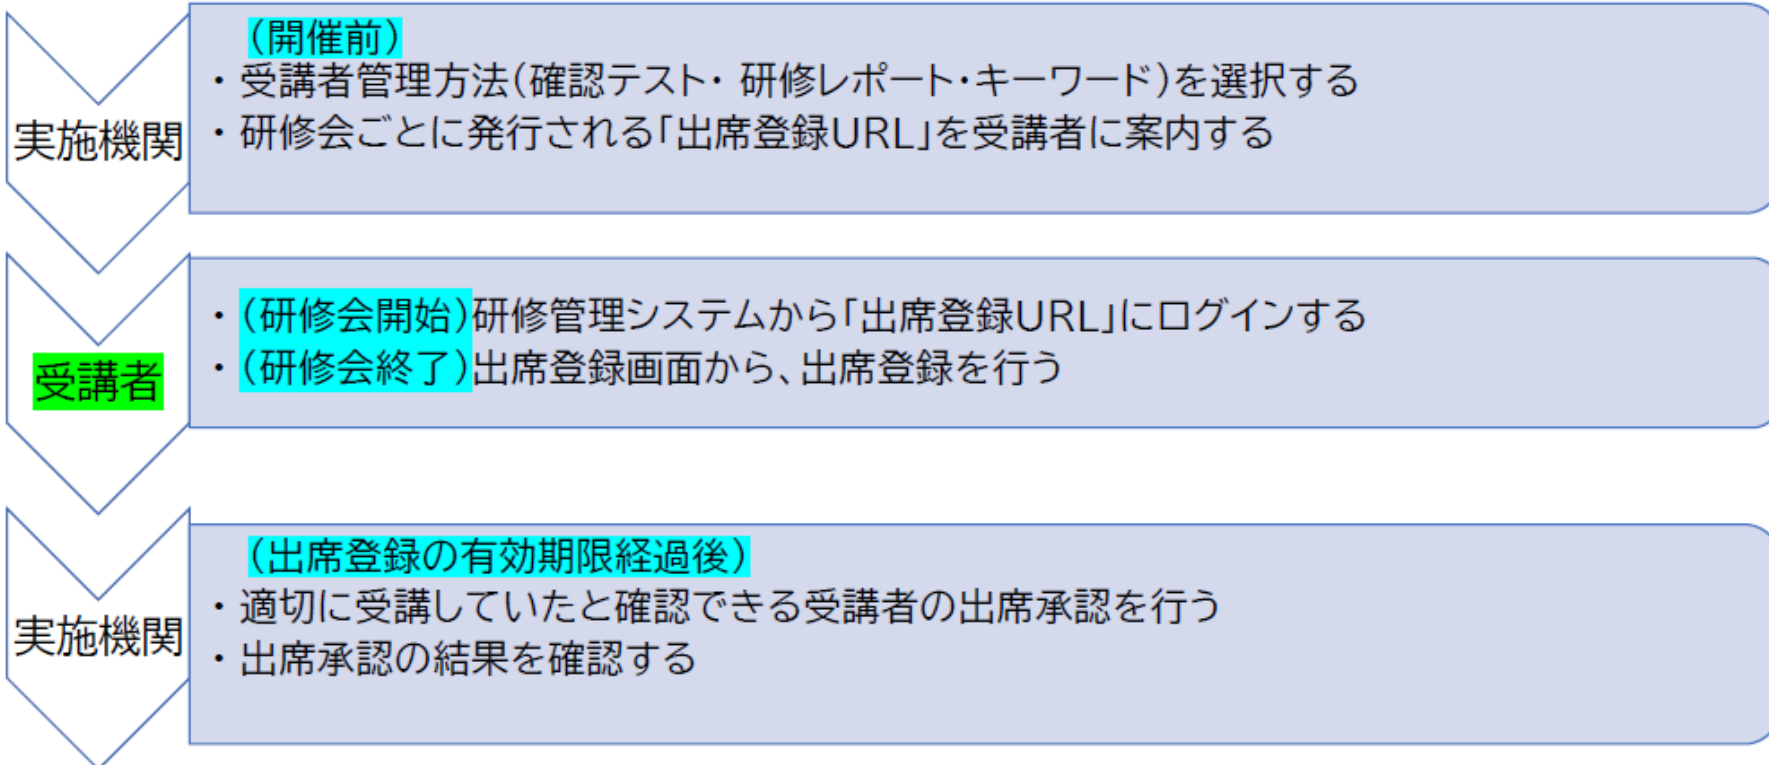 実施機関
(開催前)
・受講者管理方法(確認テスト・ 研修レポート・キーワード)を選択する
・研修会ごとに発行される「出席登録URL」を受講者に案内する
受講者
・(研修会開始)研修管理システムから「出席登録URL」にログインする
・(研修会終了)出席登録画面から、出席登録を行う
実施機関
(出席登録の有効期限経過後)
・適切に受講していたと確認できる受講者の出席承認を行う
・出席承認の結果を確認する